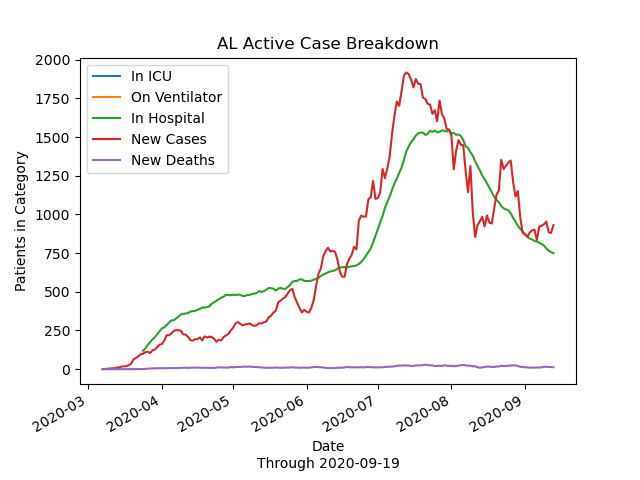 AL Active Case Breakdown
2000
1750
1500
1250
1000
750
500
250
0
Patients in Category
In ICU
On Ventilator
In Hospital
New Cases
New Deaths
2020-03
2020-04
2020-05
2020-06
2020-07
2020-08
2020-09
Date
Through 2020-09-19